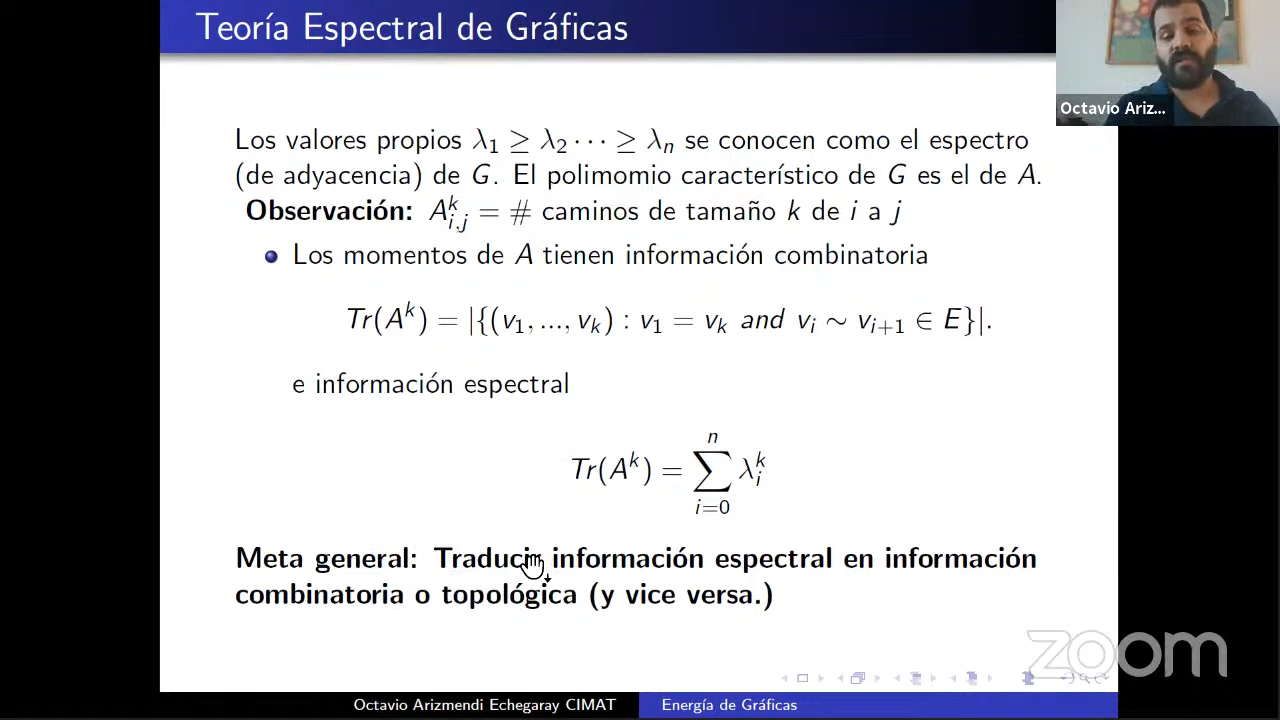 Teoría Espectral de Gráficas
Octavio Ariz...
Los valores propios λ₁ ≥ λ₂ ⋯ ≥ λₙ se conocen como el espectro
(de adyacencia) de G. El polimomio característico de G es el de A.
Observación: A^k_{i,j} = # caminos de tamaño k de i a j
Los momentos de A tienen información combinatoria
Tr(A^k) = |{(v₁, ..., vₖ) : v₁ = vₖ and vᵢ ∼ vᵢ₊₁ ∈ E}|.
e información espectral
Tr(A^k) = ∑_{i=0}^{n} λ_i^k
Meta general: Traducir información espectral en información
combinatoria o topológica (y vice versa.)
zoom
Octavio Arizmendi Echegaray CIMAT
Energía de Gráficas